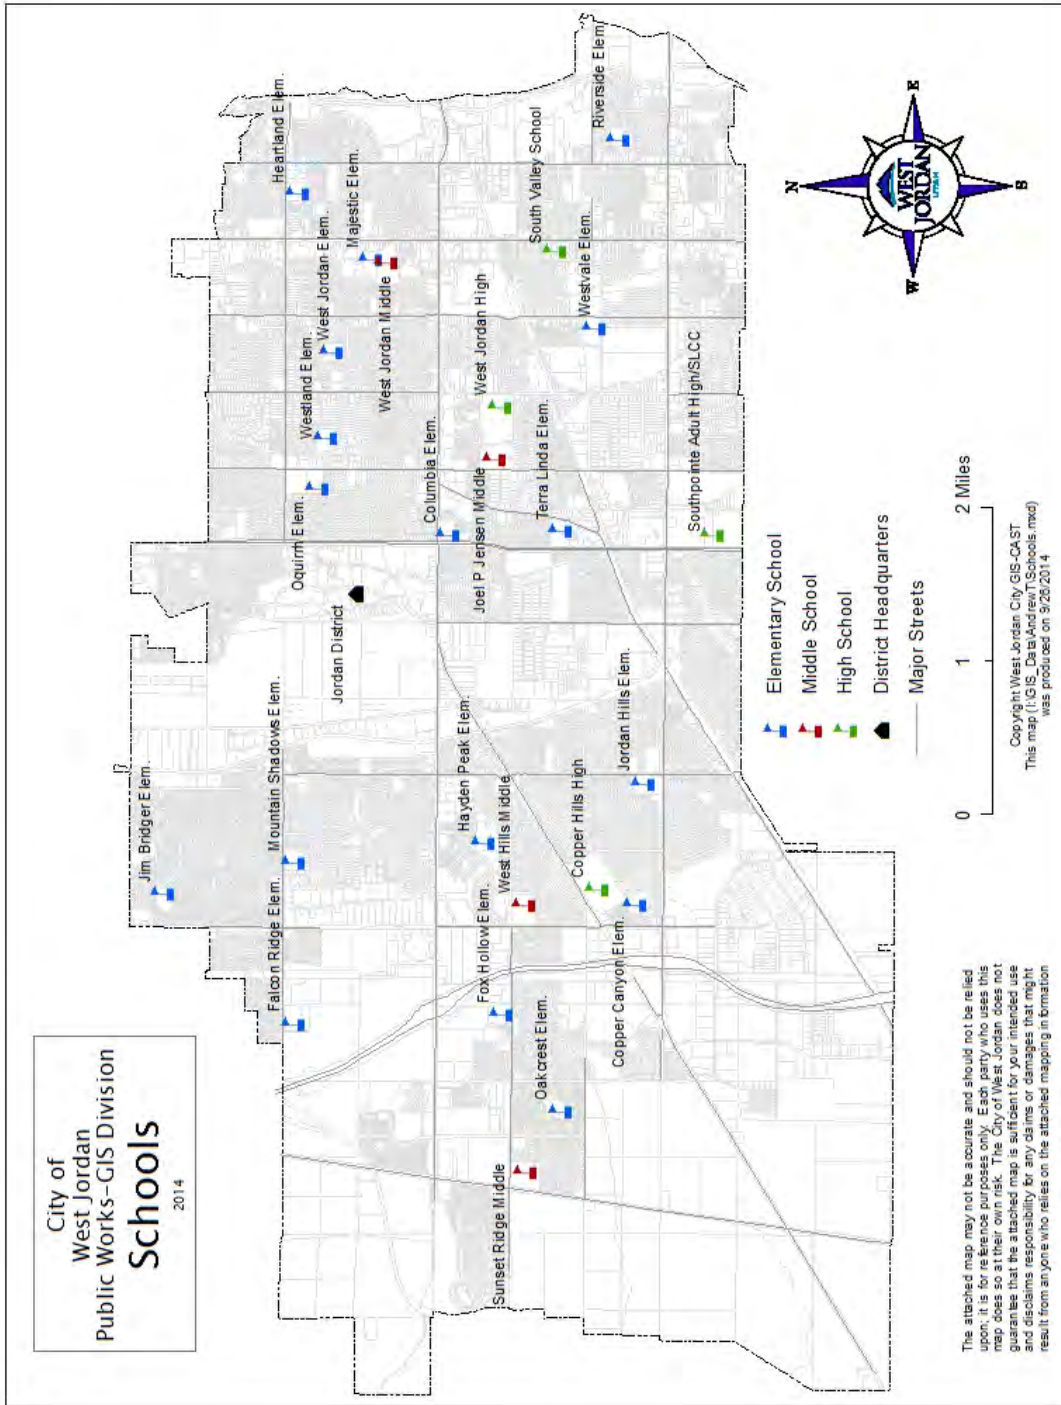 City of
West Jordan
Public Works-GIS Division
Schools
2014
Jim Bridger Elem.
Falcon Ridge Elem.
Mountain Shadows Elem.
Jordan District
Oquirrh Elem.
Westland Elem.
West Jordan Elem.
Heartland Elem.
Majestic Elem.
West Jordan Middle
Columbia Elem.
Hayden Peak Elem.
Joel P Jensen Middle
West Jordan High
South Valley School
Riverside Elem.
Sunset Ridge Middle
Fox Hollow Elem.
West Hills Middle
Oakcrest Elem.
Copper Hills High
Terra Linda Elem.
Westvale Elem.
Copper Canyon Elem.
Jordan Hills Elem.
Southpointe Adult High/SLCC
Elementary School
Middle School
High School
District Headquarters
Major Streets
0 1 2 Miles
N
W
E
S
WEST
JORDAN
UTAH
The attached map may not be accurate and should not be relied
upon; it is for reference purposes only. Each party who uses this
map does so at their own risk. The City of West Jordan does not
guarantee that the attached map is sufficient for your intended use
and disclaims responsibility for any claims or damages that might
result from anyone who relies on the attached mapping information
Copyright West Jordan City GIS-CAST
This map (I:\GIS_Data\AndrewT\Schools.mxd)
was produced on 9/26/2014